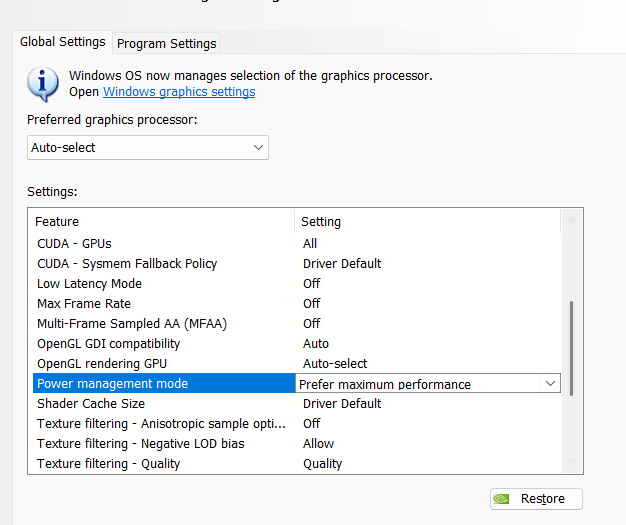 Global Settings
Program Settings
Windows OS now manages selection of the graphics processor.
Open Windows graphics settings
Preferred graphics processor:
Auto-select
Settings:
Feature Setting
CUDA - GPUs All
CUDA - Sysmem Fallback Policy Driver Default
Low Latency Mode Off
Max Frame Rate Off
Multi-Frame Sampled AA (MFAA) Off
OpenGL GDI compatibility Auto
OpenGL rendering GPU Auto-select
Power management mode Prefer maximum performance
Shader Cache Size Driver Default
Texture filtering - Anisotropic sample opti... Off
Texture filtering - Negative LOD bias Allow
Texture filtering - Quality Quality
Restore